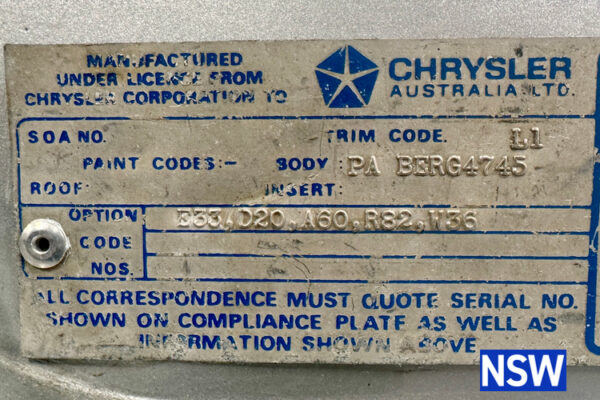 MANUFACTURED
UNDER LICENSE FROM
CHRYSLER CORPORATION TO
CHRYSLER
AUSTRALIA LTD.
SOA NO. TRIM CODE. L1
PAINT CODES:- BODY: PA BERG4745
ROOF: INSERT:
OPTION E33,D20,A60,R82,W36
CODE
NOS.
ALL CORRESPONDENCE MUST QUOTE SERIAL NO.
SHOWN ON COMPLIANCE PLATE AS WELL AS
INFORMATION SHOWN ABOVE
NSW